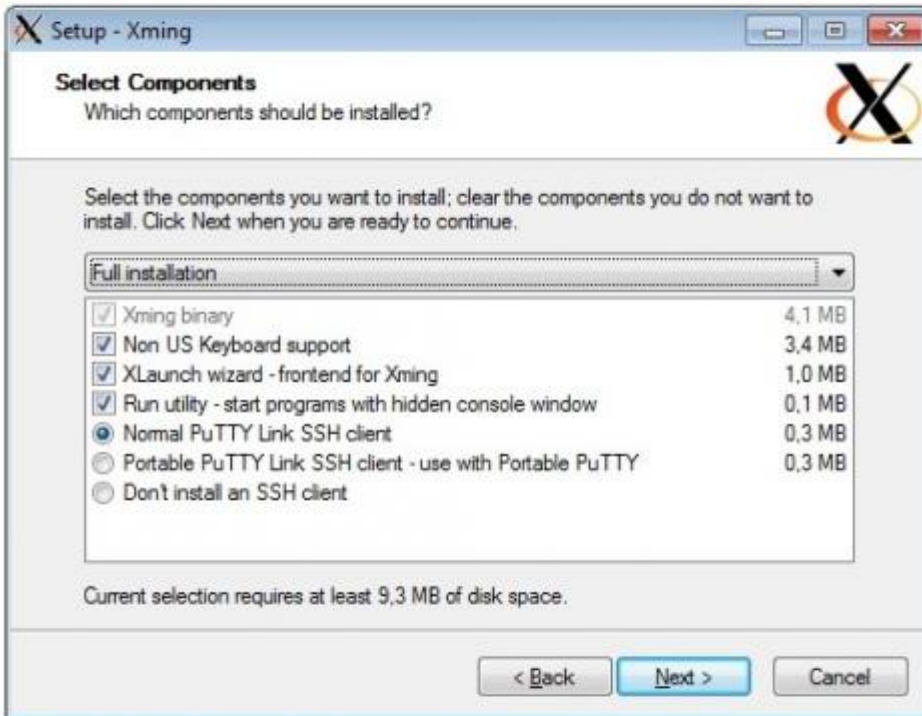 Setup - Xming
Select Components
Which components should be installed?
Select the components you want to install; clear the components you do not want to
install. Click Next when you are ready to continue.
Full installation
Xming binary 4,1 MB
Non US Keyboard support 3,4 MB
XLaunch wizard - frontend for Xming 1,0 MB
Run utility - start programs with hidden console window 0,1 MB
Normal PuTTY Link SSH client 0,3 MB
Portable PuTTY Link SSH client - use with Portable PuTTY 0,3 MB
Don't install an SSH client
Current selection requires at least 9,3 MB of disk space.
< Back Next > Cancel